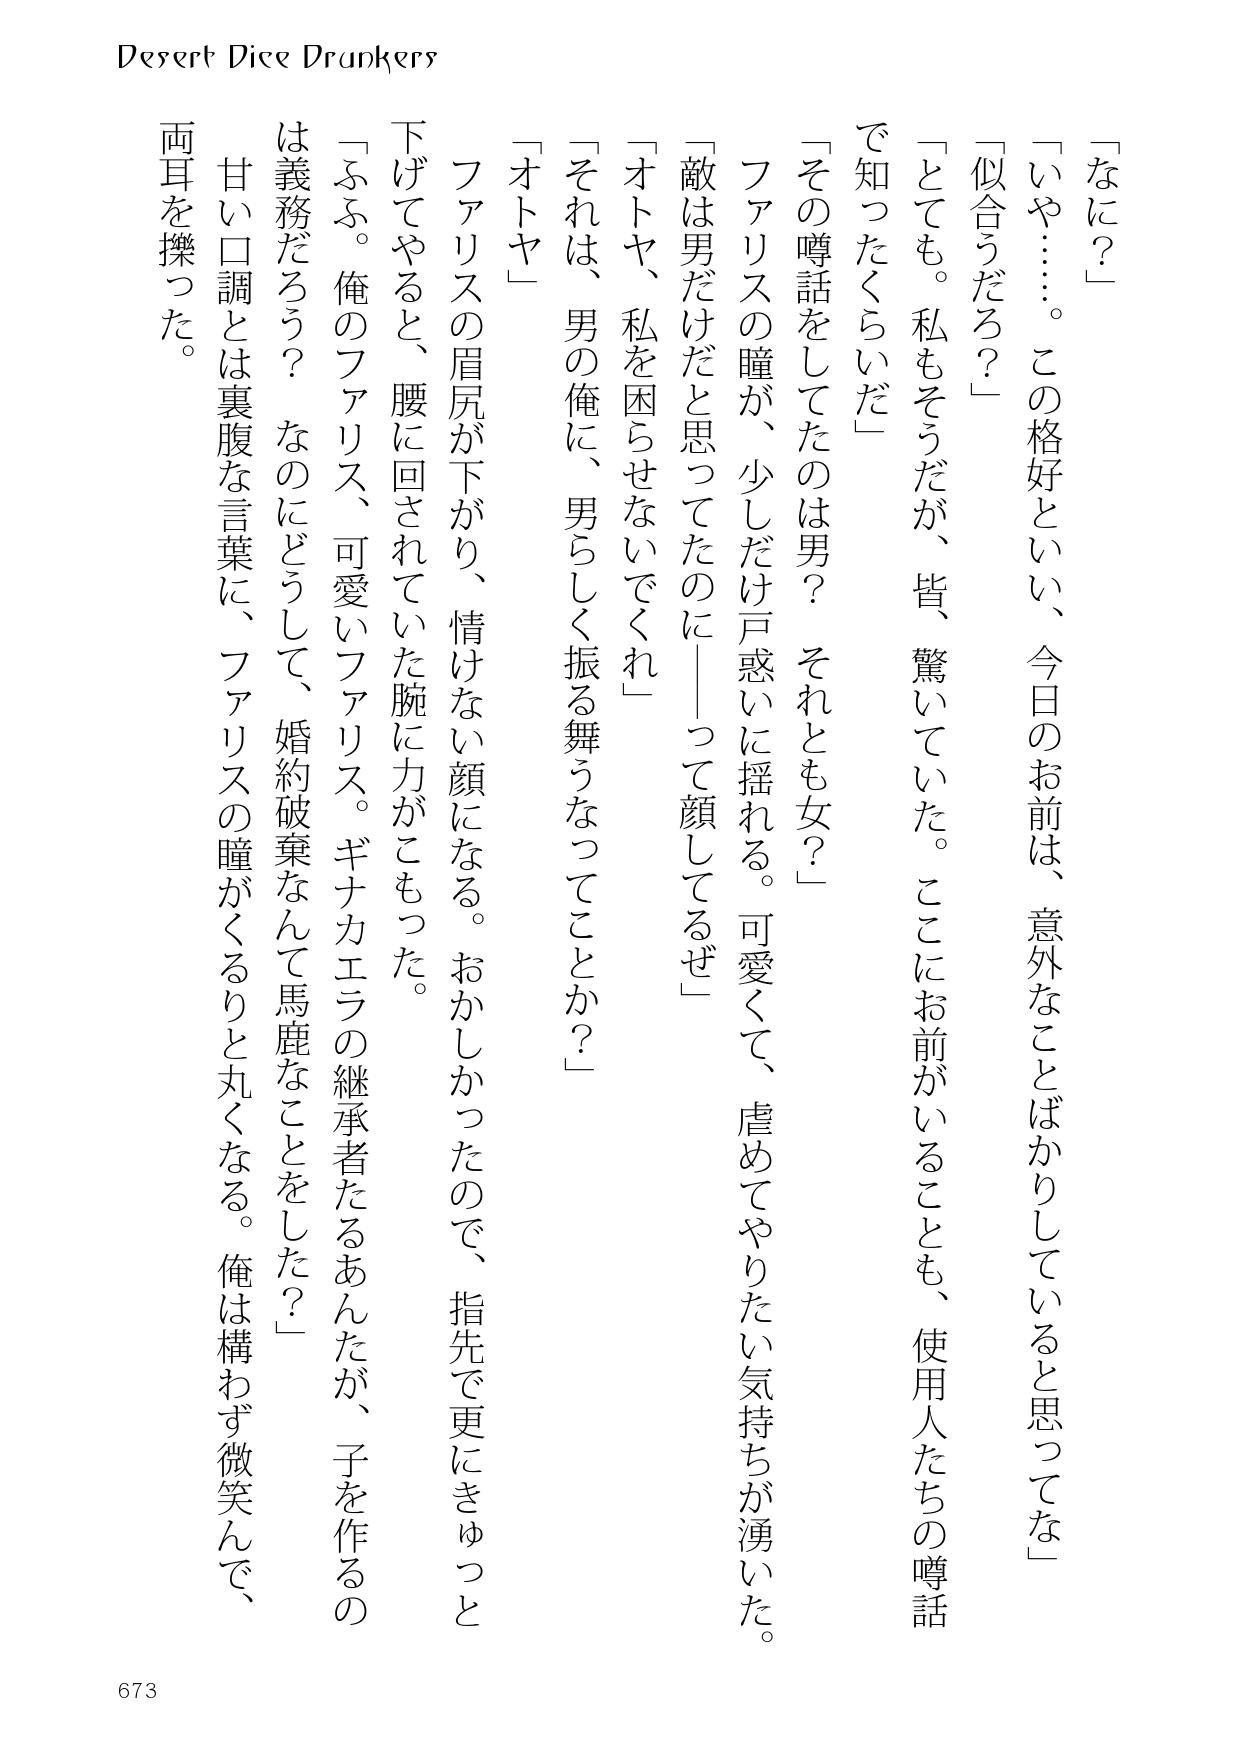 Desert Dice Drunkers
「なに？」
「いや……。この格好といい、今日のお前は、意外なことばかりしていると思ってな」
「似合うだろ？」
「とても。私もそうだが、皆、驚いていた。ここにお前がいることも、使用人たちの噂話
で知ったくらいだ」
「その噂話をしてたのは男？　それとも女？」
　ファリスの瞳が、少しだけ戸惑いに揺れる。可愛くて、虐めてやりたい気持ちが湧いた。
「敵は男だけだと思ってたのに――って顔してるぜ」
「オトヤ、私を困らせないでくれ」
「それは、男の俺に、男らしく振る舞うなってことか？」
「オトヤ」
　ファリスの眉尻が下がり、情けない顔になる。おかしかったので、指先で更にきゅっと
下げてやると、腰に回されていた腕に力がこもった。
「ふふ。俺のファリス、可愛いファリス。ギナカエラの継承者たるあんたが、子を作るの
は義務だろう？　なのにどうして、婚約破棄なんて馬鹿なことをした？」
　甘い口調とは裏腹な言葉に、ファリスの瞳がくるりと丸くなる。俺は構わず微笑んで、
両耳を擽った。
673